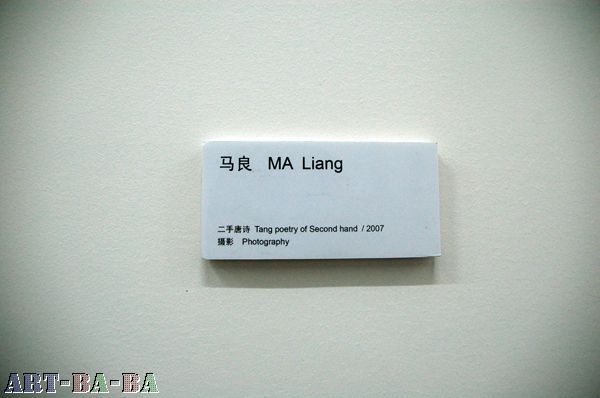 马良 MA Liang
二手唐诗 Tang poetry of Second hand / 2007
摄影 Photography
ART-BA-BA